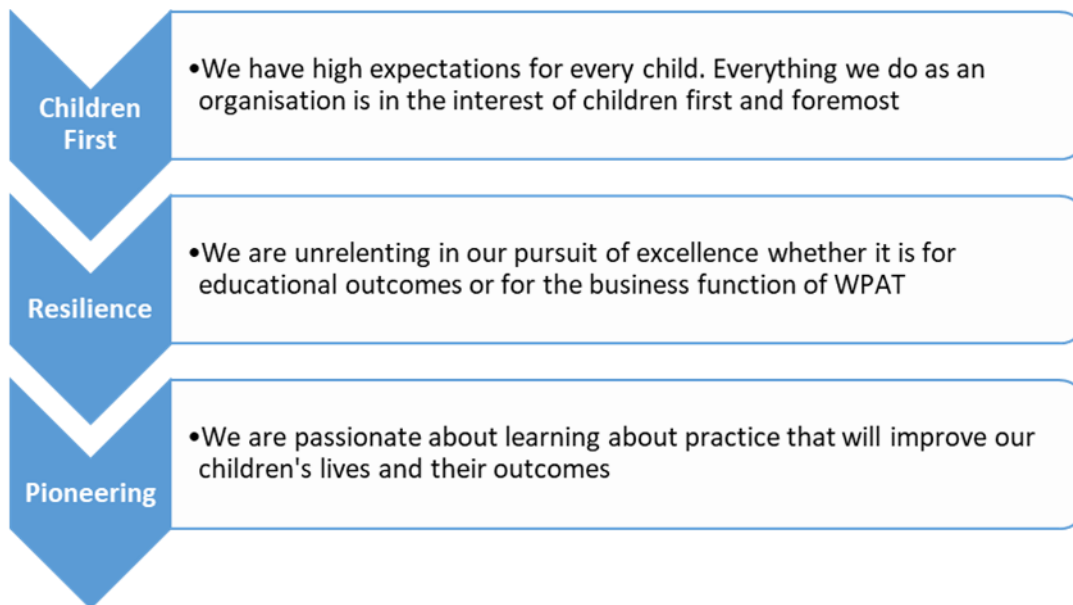 Children
First
•We have high expectations for every child. Everything we do as an
organisation is in the interest of children first and foremost
Resilience
•We are unrelenting in our pursuit of excellence whether it is for
educational outcomes or for the business function of WPAT
Pioneering
•We are passionate about learning about practice that will improve our
children's lives and their outcomes